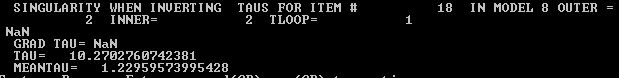 SINGULARITY WHEN INVERTING TAUS FOR ITEM # 18 IN MODEL 8 OUTER =
2 INNER= 2 TLOOP= 1
NaN
GRAD TAU= NaN
TAU= 10.2702760742381
MEANTAU= 1.22959573995428